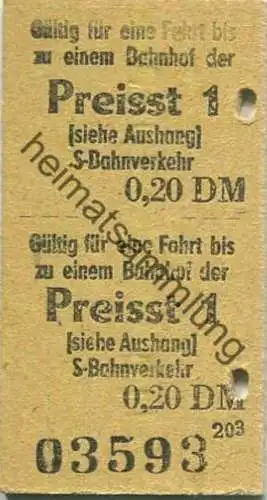 Gültig für eine Fahrt bis
zu einem Bahnhof der
Preisst 1
[siehe Aushang]
S-Bahnverkehr
0,20 DM
Gültig für eine Fahrt bis
zu einem Bahnhof der
Preisst 1
[siehe Aushang]
S-Bahnverkehr
0,20 DM
203
03593
heimatsammlung.de